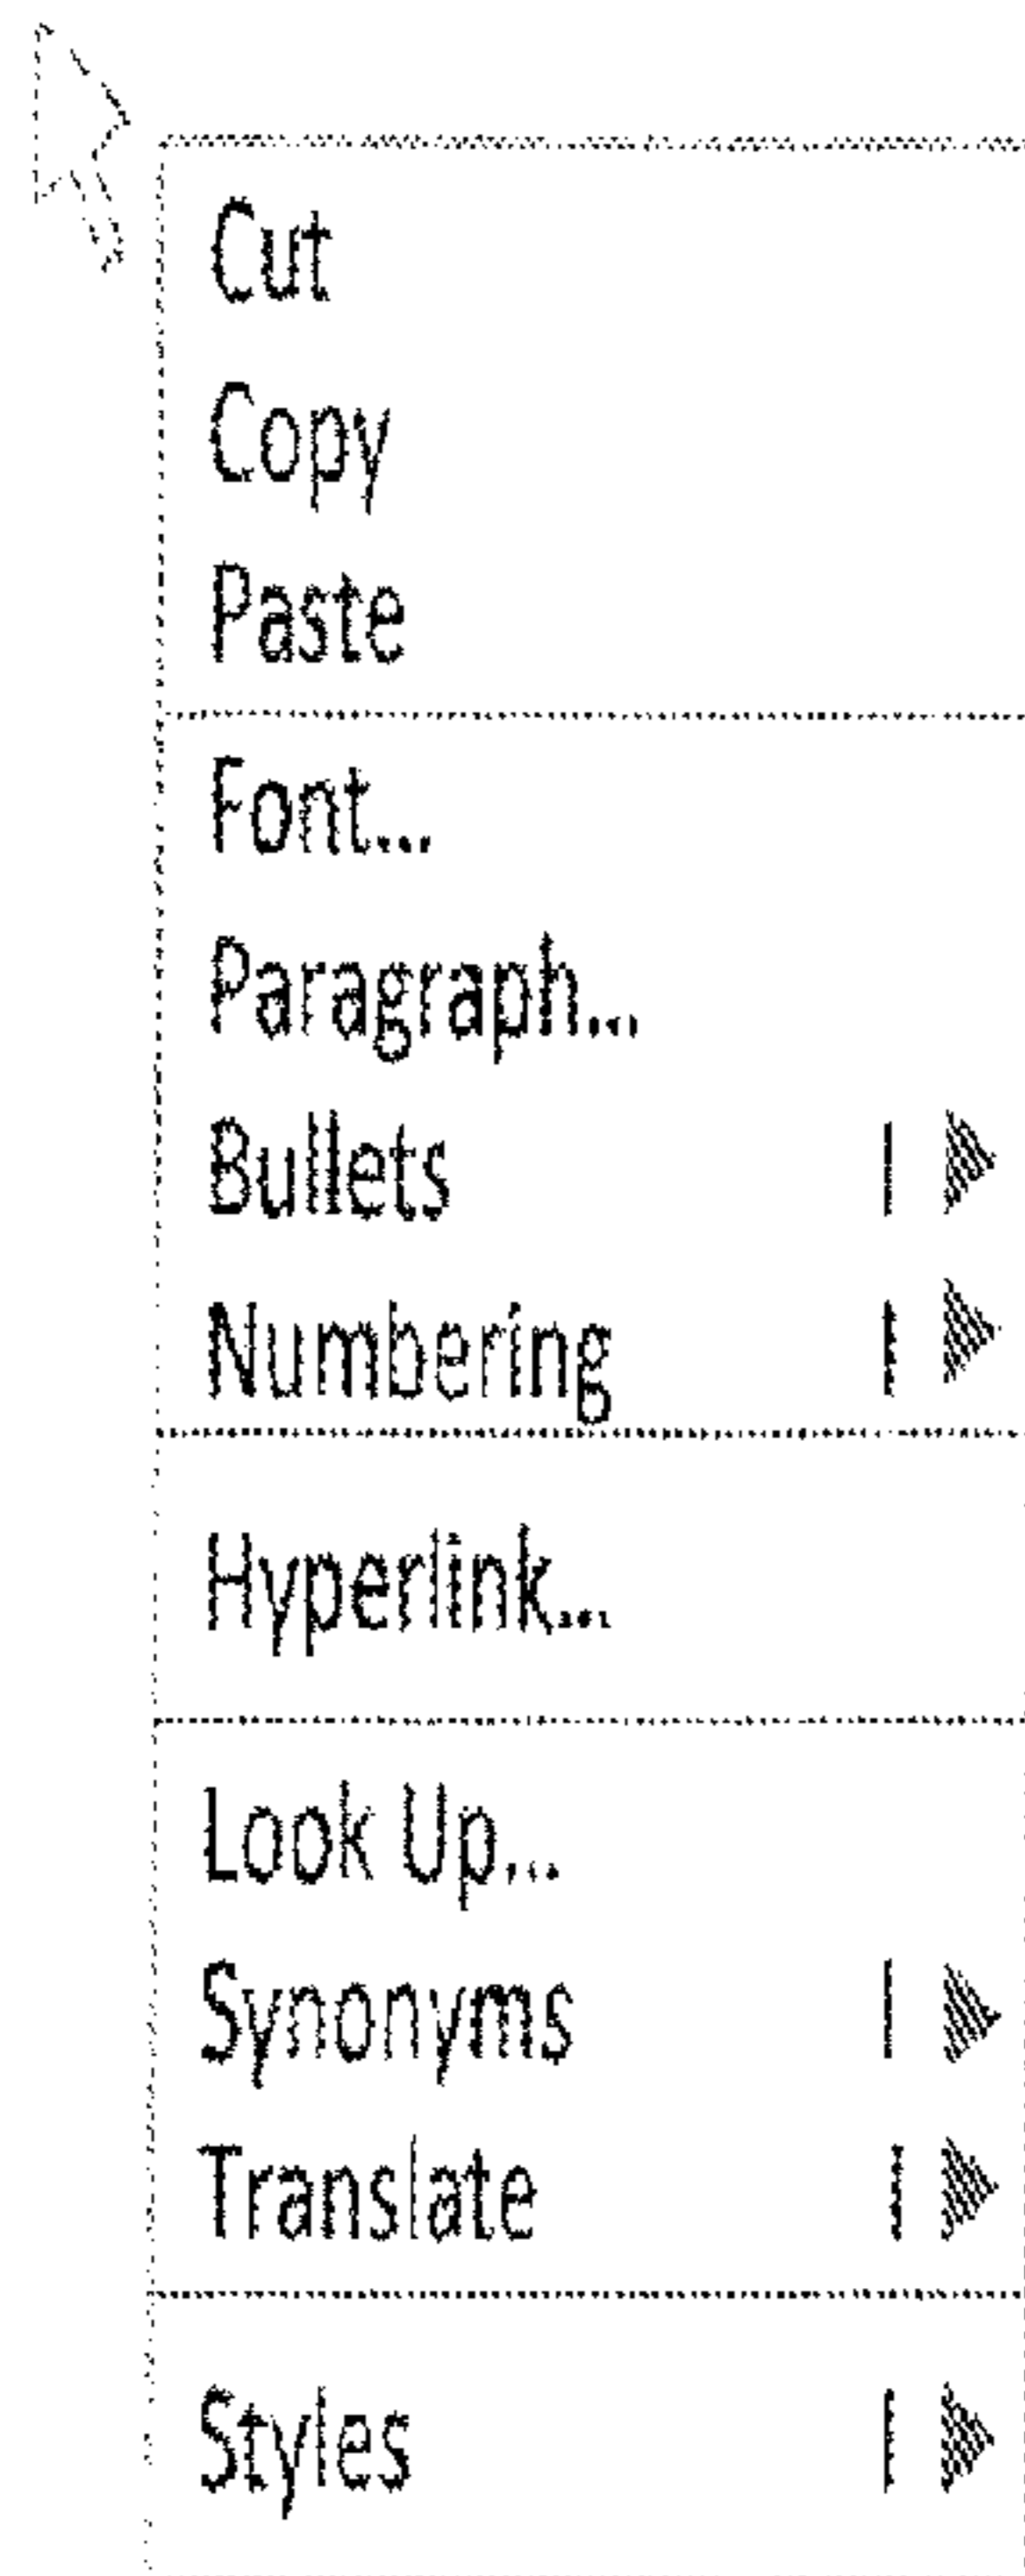 Cut
Copy
Paste
Font...
Paragraph...
Bullets
Numbering
Hyperlink...
Look Up...
Synonyms
Translate
Styles